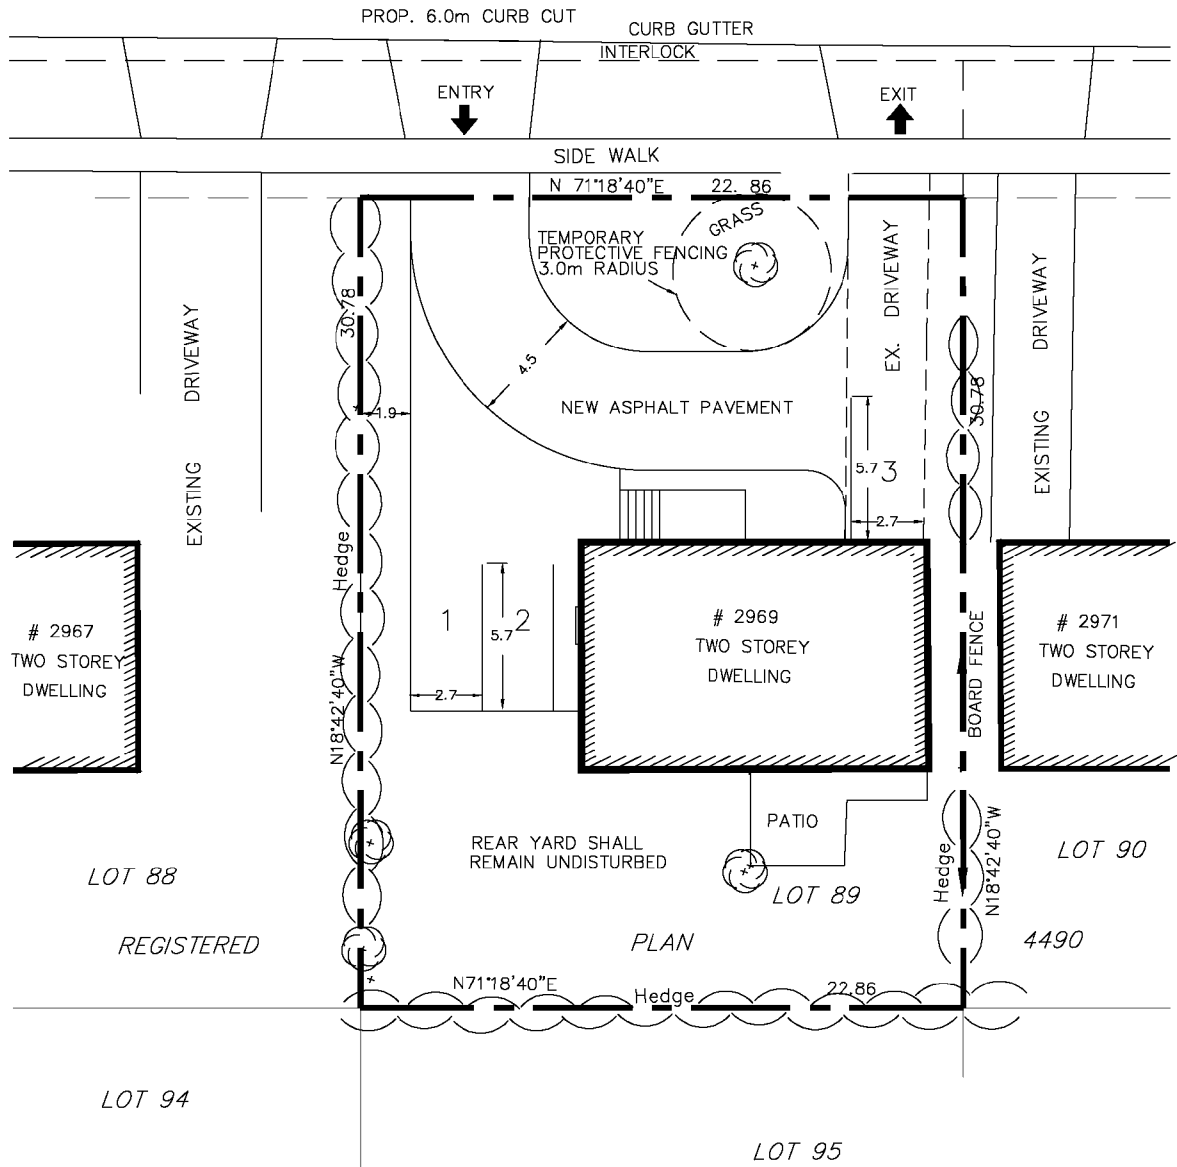 PROP. 6.0m CURB CUT
CURB GUTTER
INTERLOCK
ENTRY
EXIT
SIDE WALK
N 71°18'40"E
22. 86
GRASS
TEMPORARY
PROTECTIVE FENCING
3.0m RADIUS
EX. DRIVEWAY
EXISTING DRIVEWAY
EXISTING DRIVEWAY
30.78
30.78
4.5
1.9
NEW ASPHALT PAVEMENT
5.7
3
2.7
Hedge
1
5.7
2
2.7
# 2967
TWO STOREY
DWELLING
# 2969
TWO STOREY
DWELLING
# 2971
TWO STOREY
DWELLING
BOARD FENCE
N18°42'40"W
PATIO
REAR YARD SHALL
REMAIN UNDISTURBED
LOT 88
LOT 89
LOT 90
Hedge
N18°42'40"W
REGISTERED
PLAN
4490
N71°18'40"E
Hedge
22.86
LOT 94
LOT 95